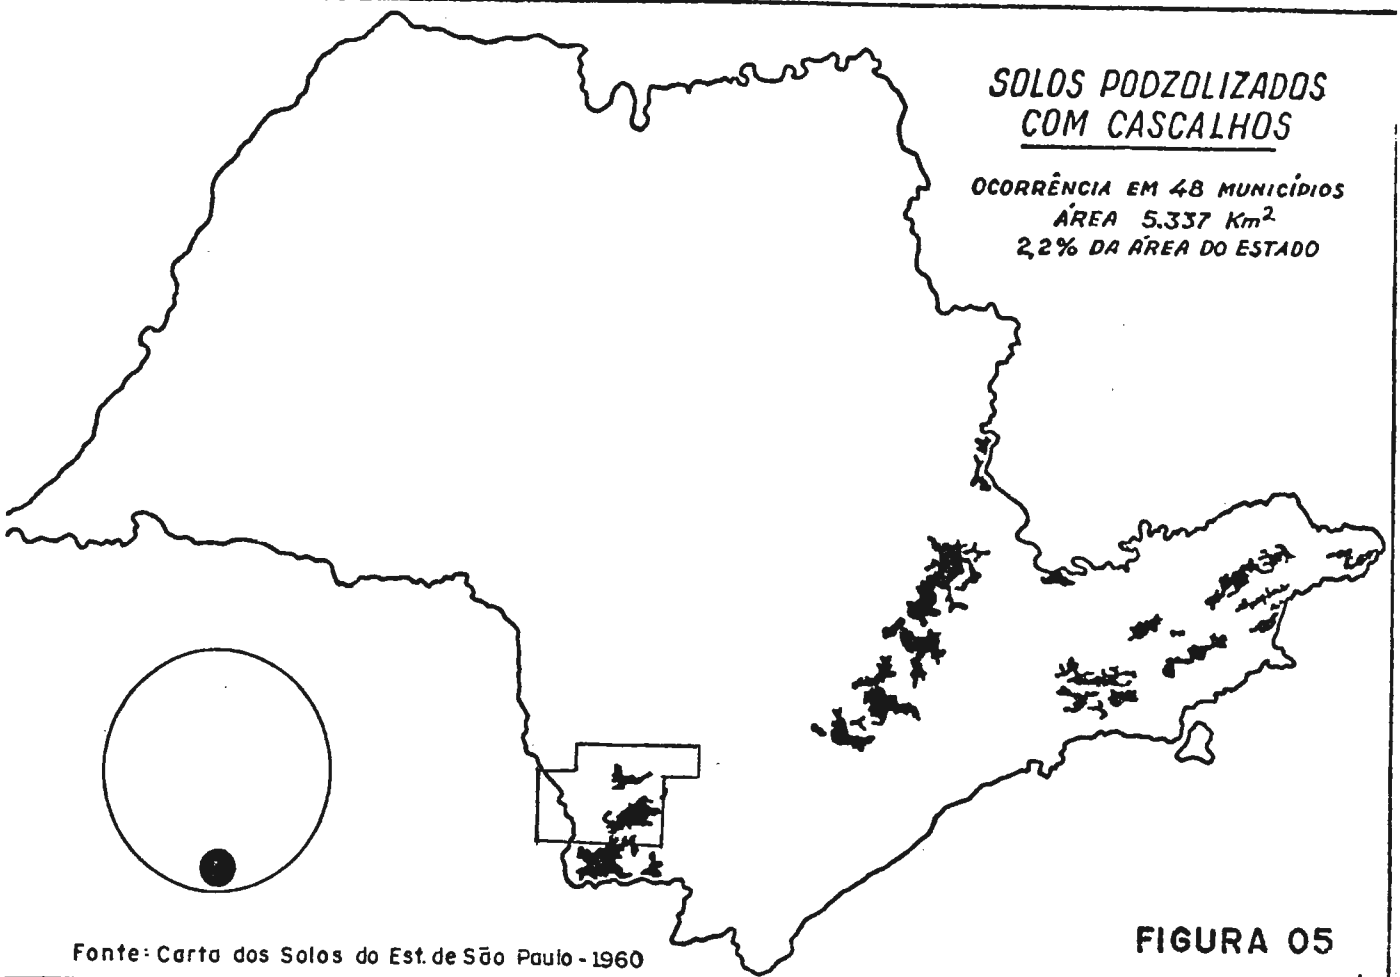 SOLOS PODZOLIZADOS
COM CASCALHOS
OCORRÊNCIA EM 48 MUNICÍPIOS
ÁREA 5.337 Km²
2,2% DA ÁREA DO ESTADO
Fonte: Carta dos Solos do Est. de São Paulo - 1960
FIGURA 05